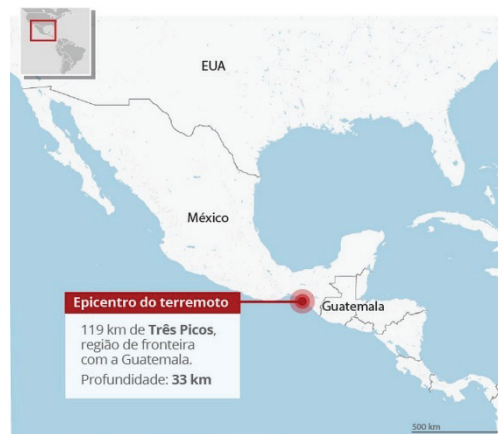 EUA
México
Guatemala
Epicentro do terremoto
119 km de Três Picos,
região de fronteira
com a Guatemala.
Profundidade: 33 km
500 km